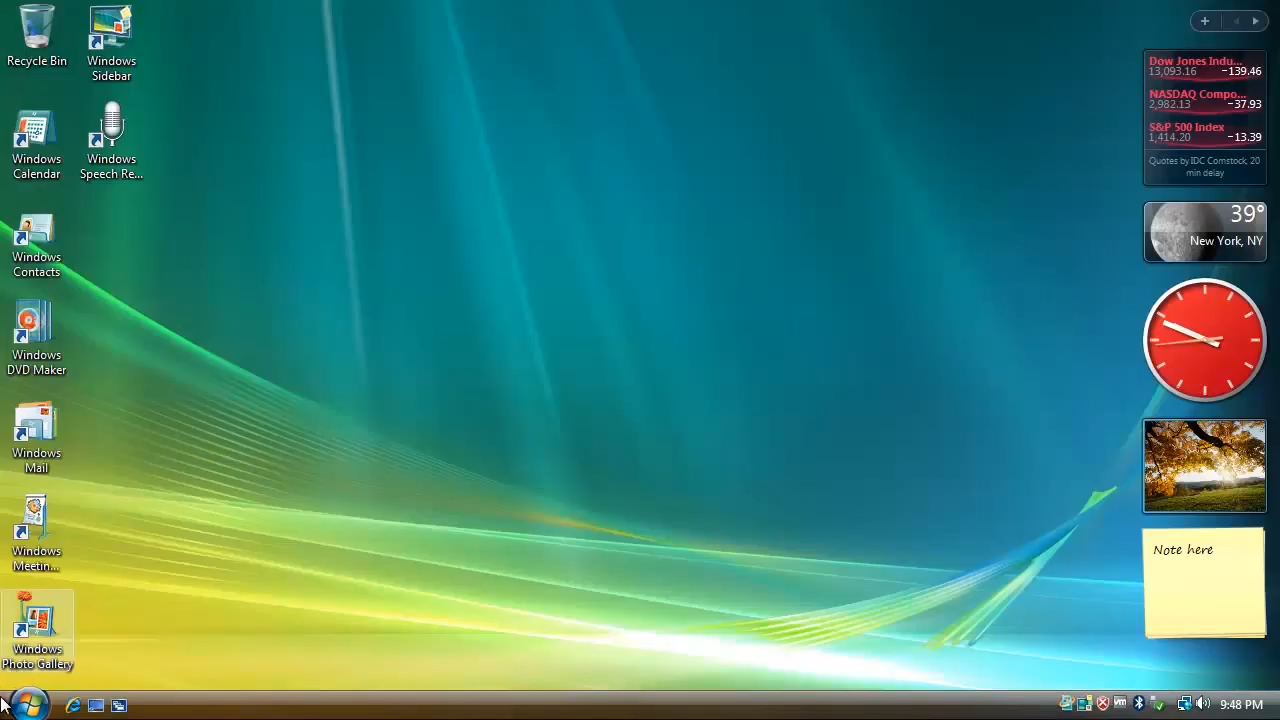 Recycle Bin
Windows
Sidebar
Windows
Calendar
Windows
Speech Re...
Windows
Contacts
Windows
DVD Maker
Windows
Mail
Windows
Meetin...
Windows
Photo Gallery
Dow Jones Indu...
13,093.16 −139.46
NASDAQ Compo...
2,982.13 −37.93
S&P 500 Index
1,414.20 −13.39
Quotes by IDC Comstock, 20
min delay
39°
New York, NY
Note here
9:48 PM